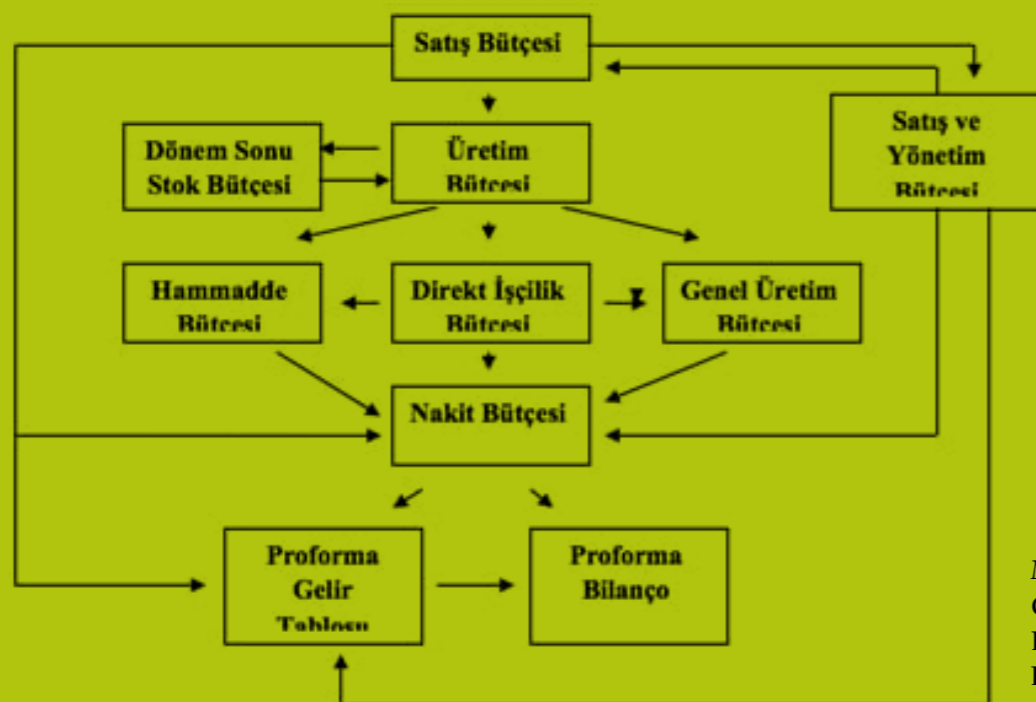 Satış Bütçesi
Satış ve
Yönetim
Bütçesi
Dönem Sonu
Stok Bütçesi
Üretim
Bütçesi
Hammadde
Bütçesi
Direkt İşçilik
Bütçesi
Genel Üretim
Bütçesi
Nakit Bütçesi
Proforma
Gelir
Tablosu
Proforma
Bilanço